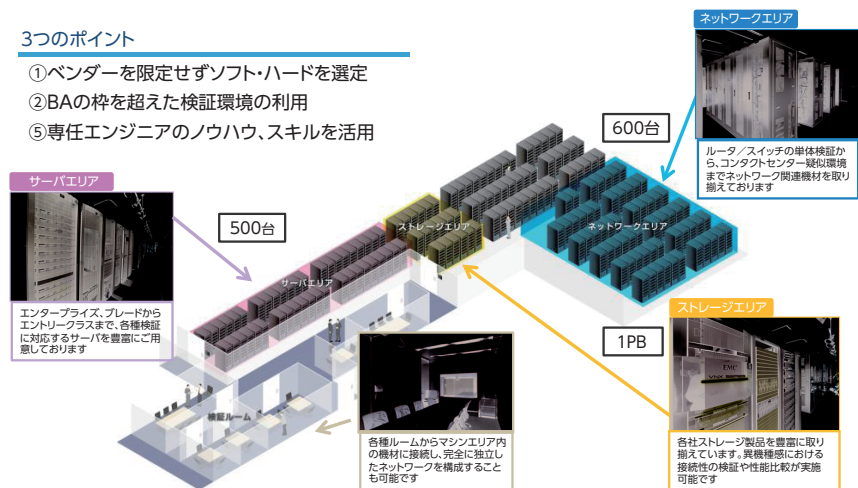 3つのポイント
①ベンダーを限定せずソフト・ハードを選定
②BAの枠を超えた検証環境の利用
⑤専任エンジニアのノウハウ、スキルを活用
ネットワークエリア
ルータ／スイッチの単体検証か
ら、コンタクトセンター疑似環境
までネットワーク関連機材を取り
揃えております
600台
サーバエリア
500台
エンタープライズ、ブレードから
エントリークラスまで、各種検証
に対応するサーバを豊富にご用
意しております
ストレージエリア
ネットワークエリア
サーバエリア
検証ルーム
各種ルームからマシンエリア内
の機材に接続し、完全に独立し
たネットワークを構成すること
も可能です
1PB
ストレージエリア
EMC
各社ストレージ製品を豊富に取り
揃えています。異機種感における
接続性の検証や性能比較が実施
可能です